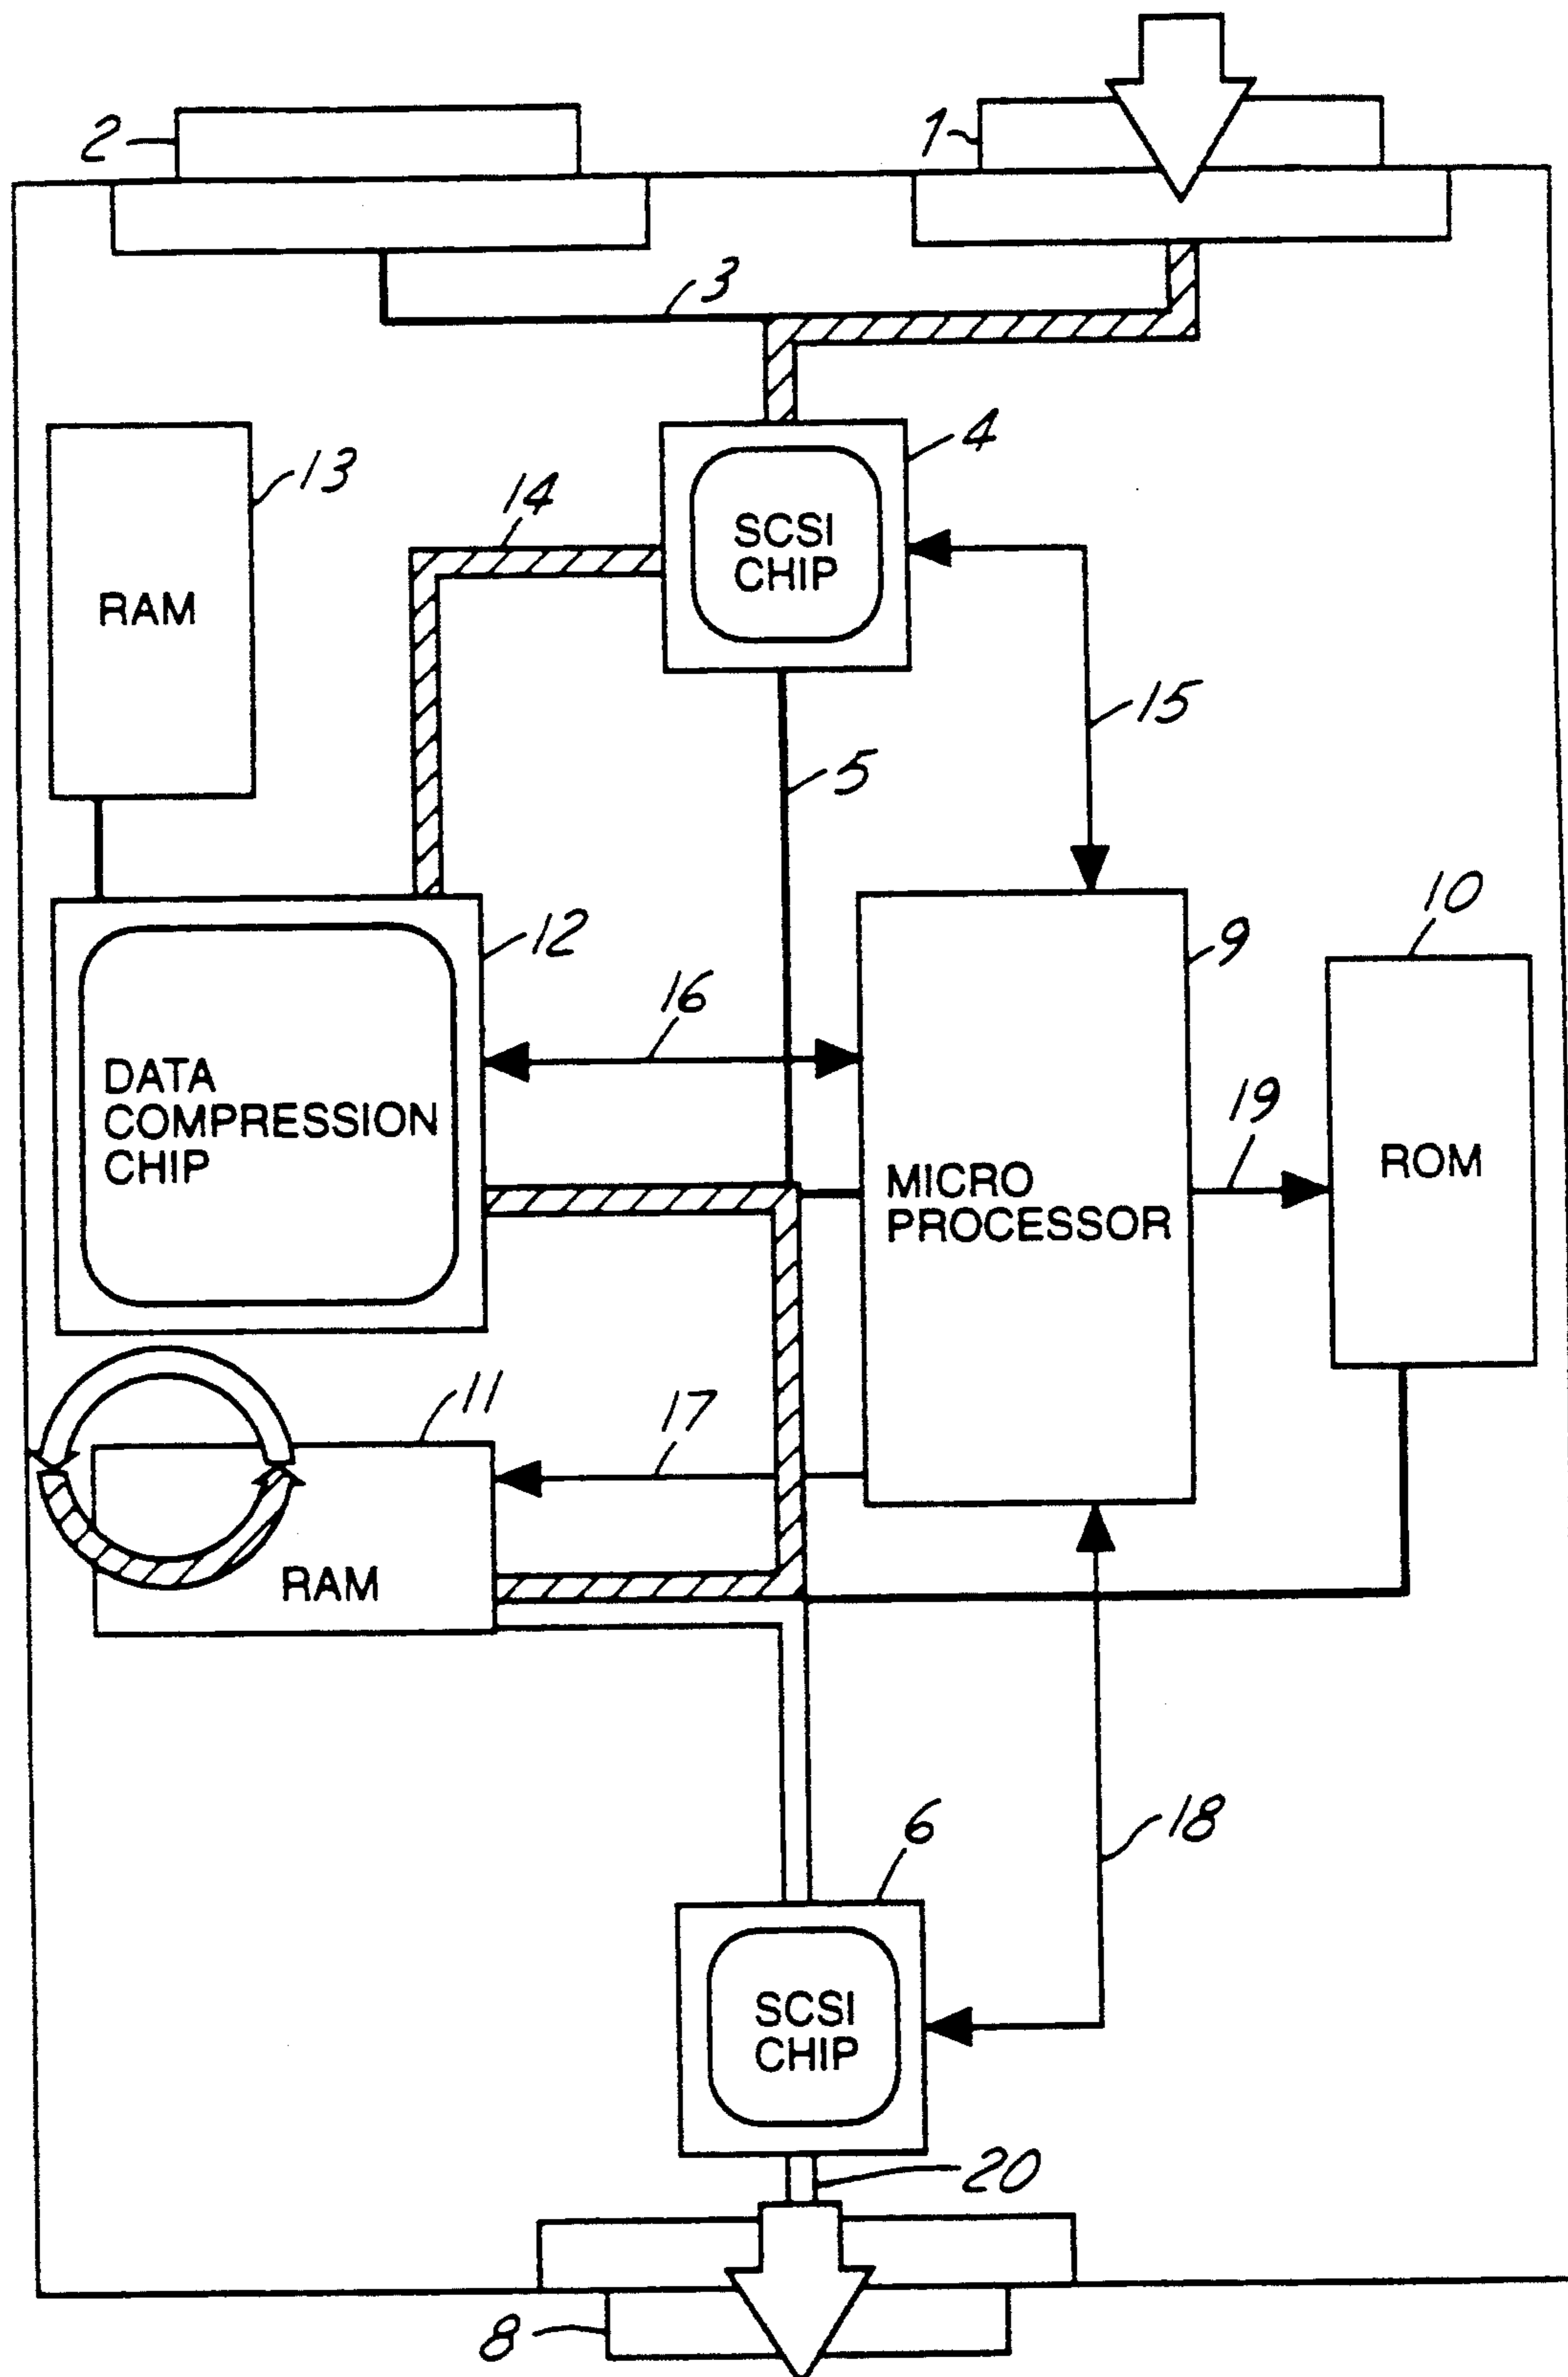 2
1
3
4
13
14
SCSI
CHIP
RAM
15
5
12
10
9
16
DATA
COMPRESSION
CHIP
19
ROM
MICRO
PROCESSOR
11
17
RAM
6
18
SCSI
CHIP
20
8